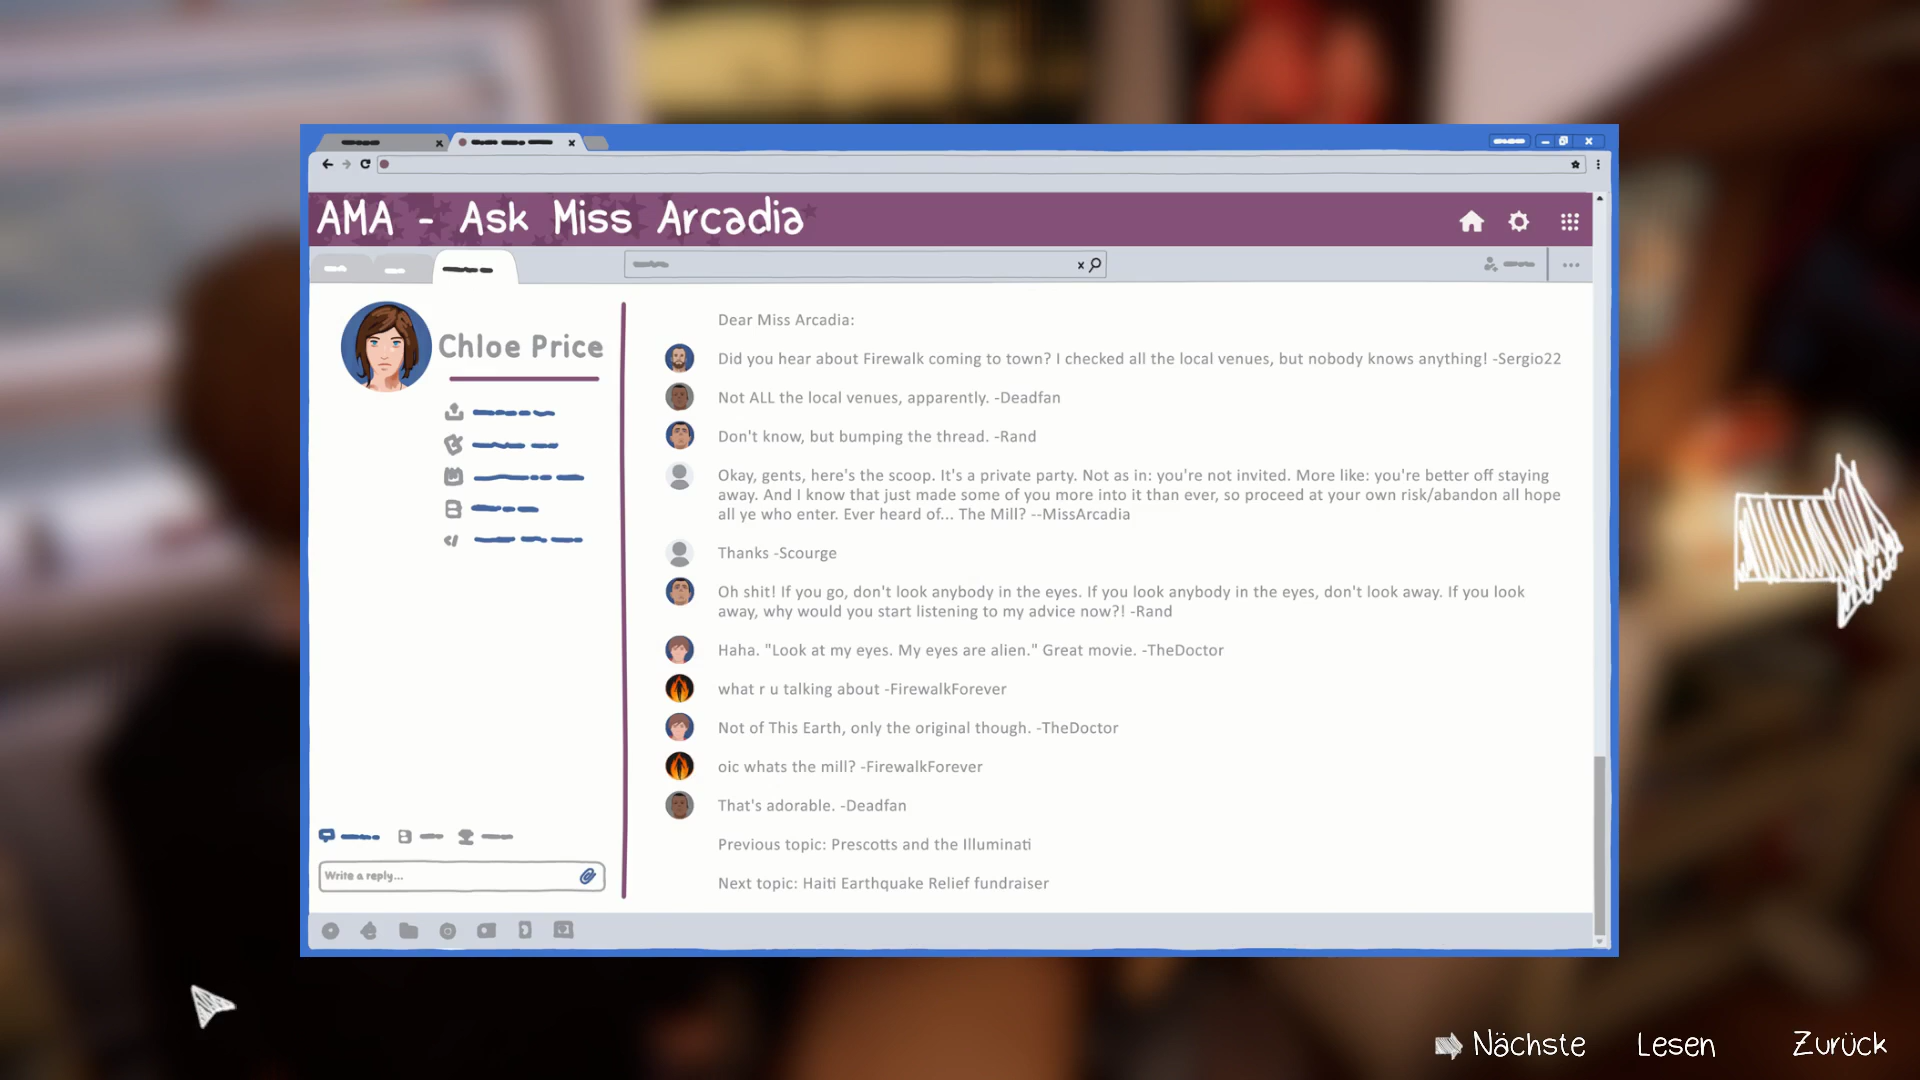 AMA - Ask Miss Arcadia
Chloe Price
Dear Miss Arcadia:
Did you hear about Firewalk coming to town? I checked all the local venues, but nobody knows anything! -Sergio22
Not ALL the local venues, apparently. -Deadfan
Don't know, but bumping the thread. -Rand
Okay, gents, here's the scoop. It's a private party. Not as in: you're not invited. More like: you're better off staying
away. And I know that just made some of you more into it than ever, so proceed at your own risk/abandon all hope
all ye who enter. Ever heard of... The Mill? --MissArcadia
Thanks -Scourge
Oh shit! If you go, don't look anybody in the eyes. If you look anybody in the eyes, don't look away. If you look
away, why would you start listening to my advice now?! -Rand
Haha. "Look at my eyes. My eyes are alien." Great movie. -TheDoctor
what r u talking about -FirewalkForever
Not of This Earth, only the original though. -TheDoctor
oic whats the mill? -FirewalkForever
That's adorable. -Deadfan
Previous topic: Prescotts and the Illuminati
Next topic: Haiti Earthquake Relief fundraiser
Write a reply...
Nächste
Lesen
Zurück